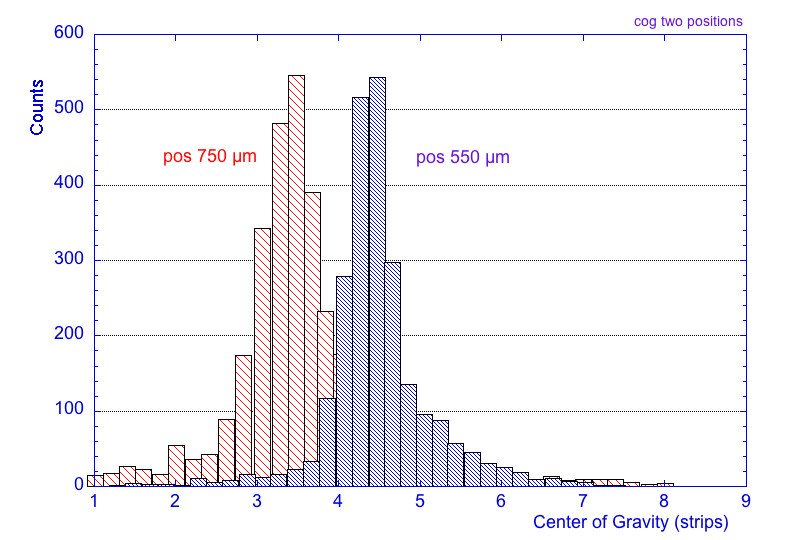 cog two positions
600
500
400
300
200
100
0
Counts
pos 750 µm
pos 550 µm
1 2 3 4 5 6 7 8 9
Center of Gravity (strips)